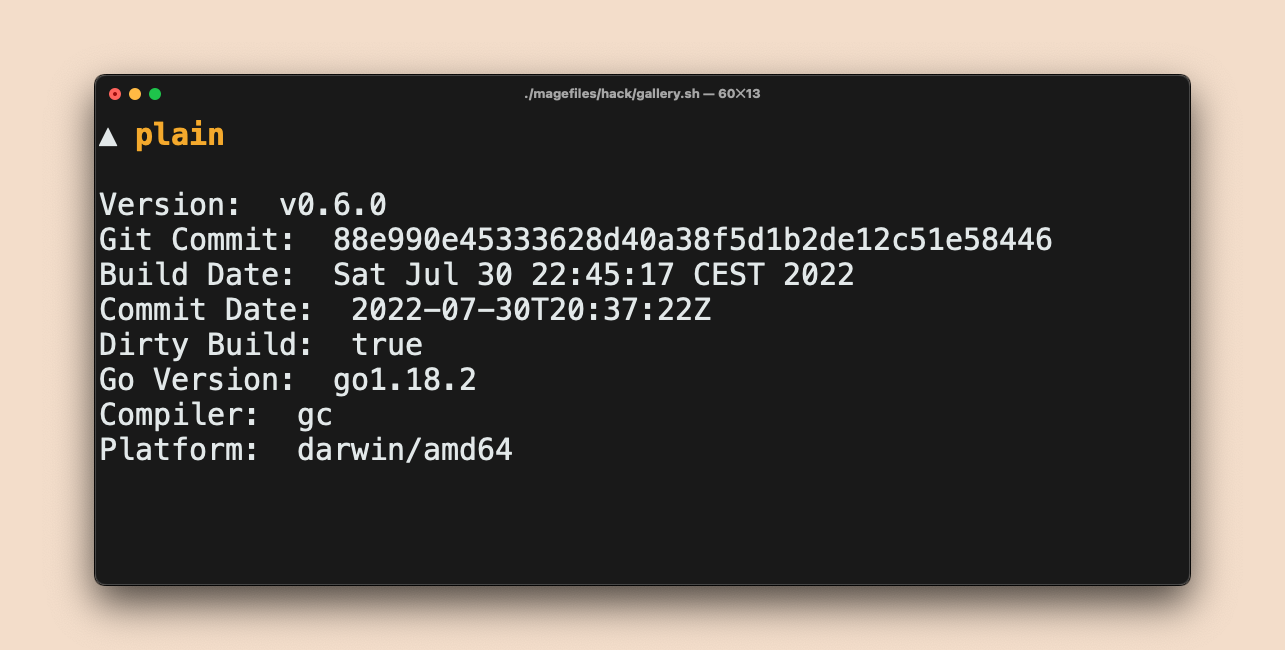 ./magefiles/hack/gallery.sh — 60✕13
▲ plain
Version:  v0.6.0
Git Commit:  88e990e45333628d40a38f5d1b2de12c51e58446
Build Date:  Sat Jul 30 22:45:17 CEST 2022
Commit Date:  2022-07-30T20:37:22Z
Dirty Build:  true
Go Version:  go1.18.2
Compiler:  gc
Platform:  darwin/amd64